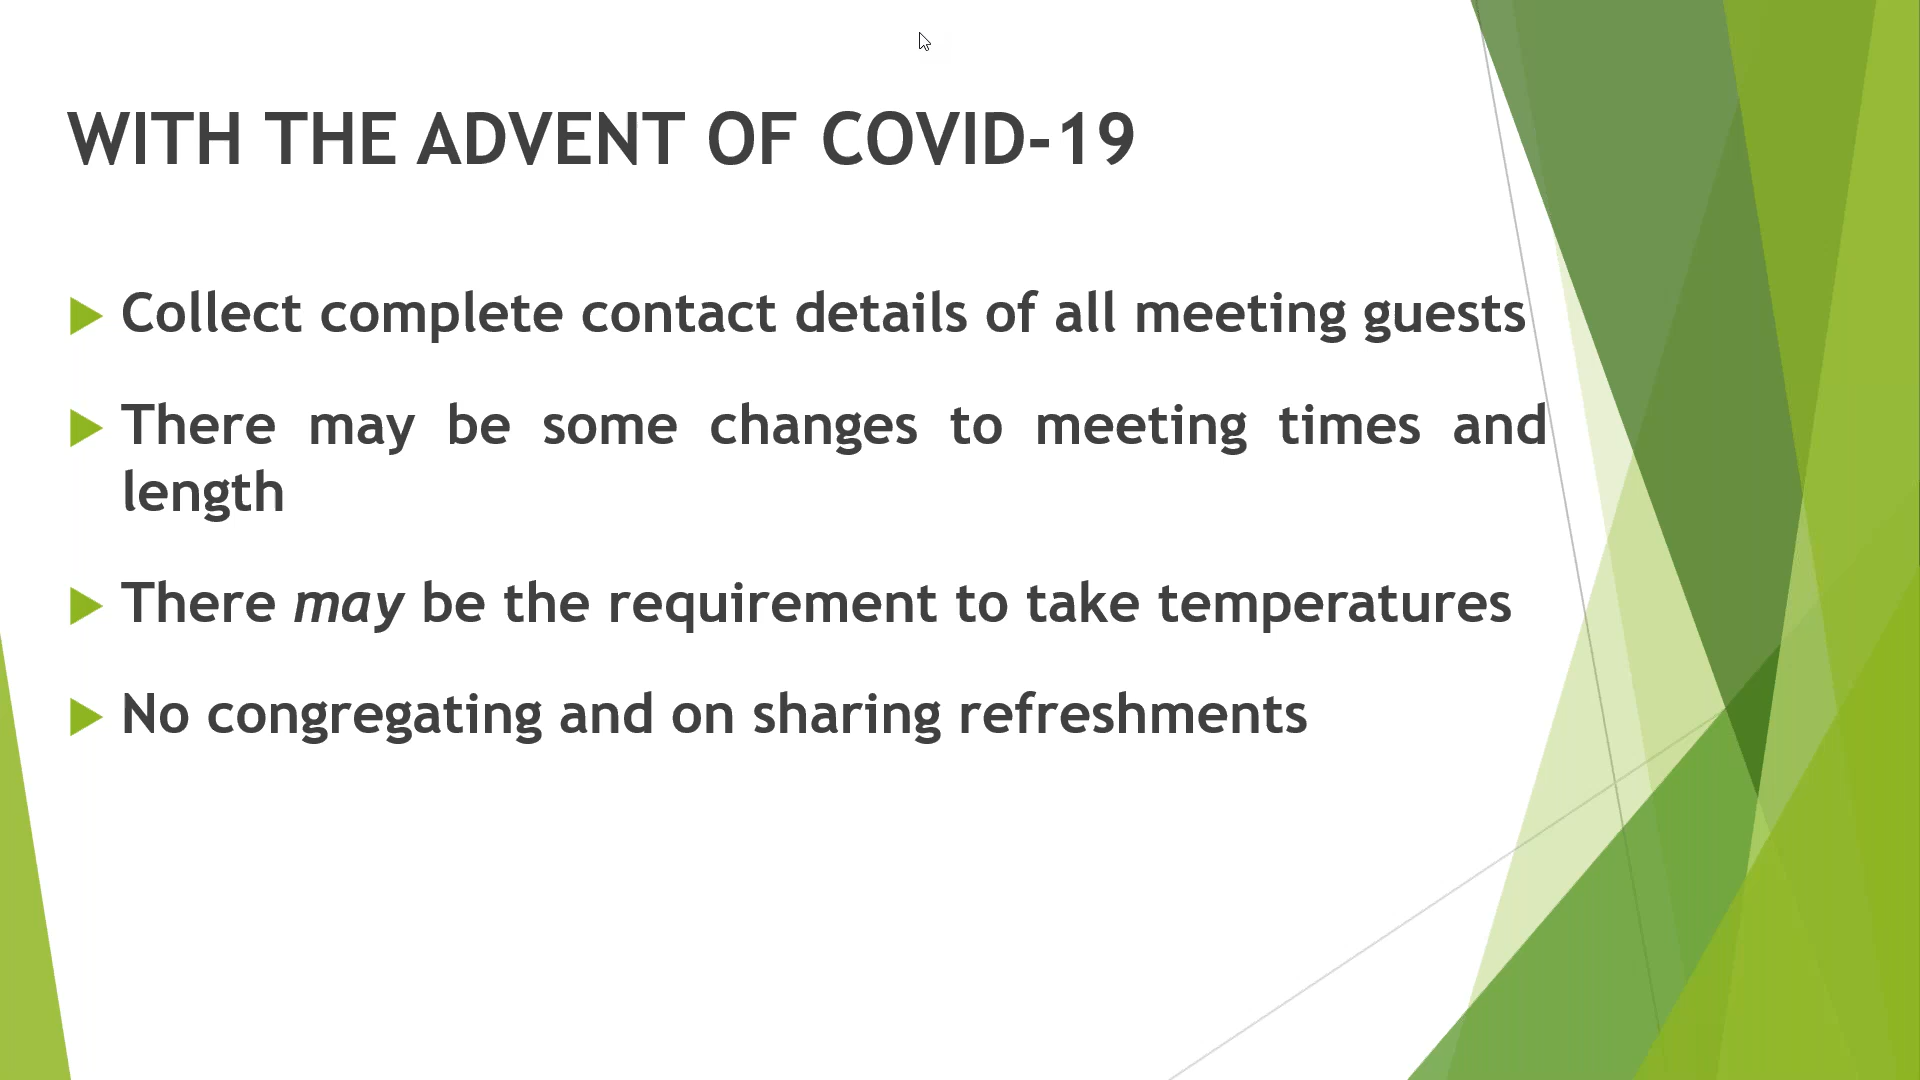 WITH THE ADVENT OF COVID-19
Collect complete contact details of all meeting guests
There may be some changes to meeting times and
length
There may be the requirement to take temperatures
No congregating and on sharing refreshments